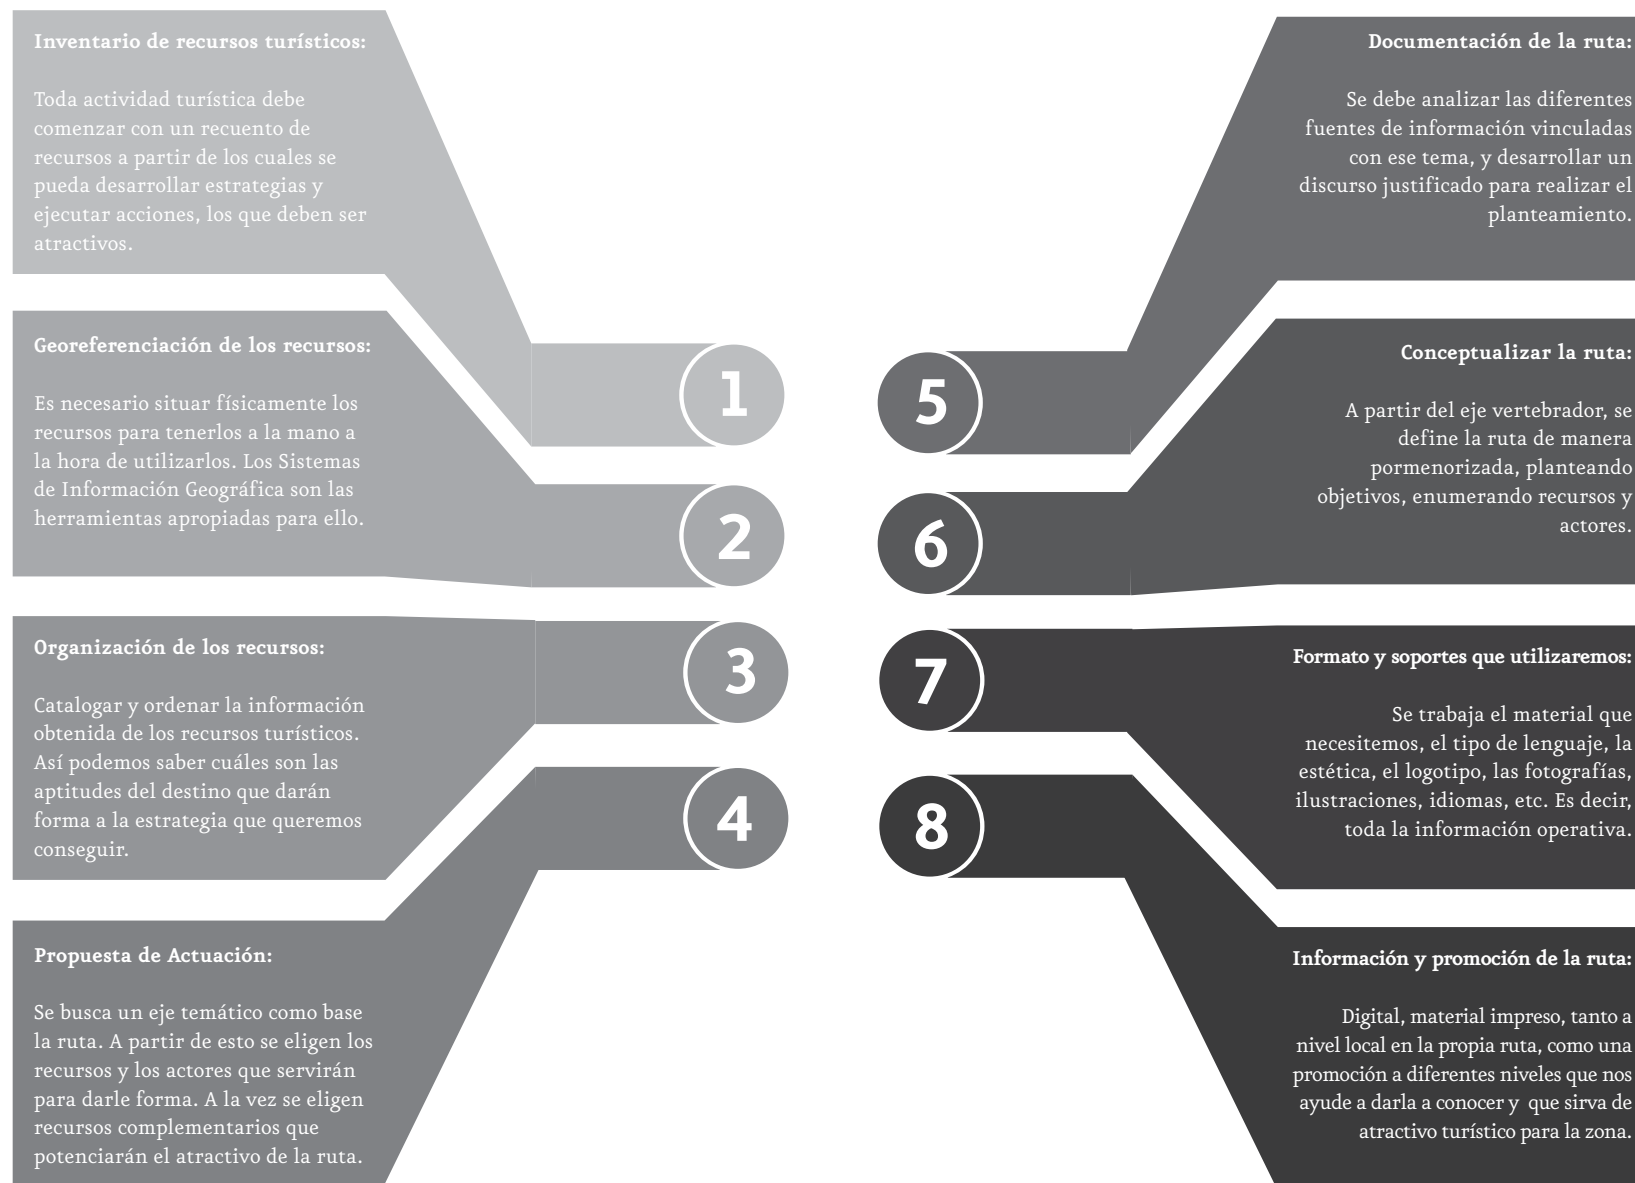 Inventario de recursos turísticos:
Toda actividad turística debe
comenzar con un recuento de
recursos a partir de los cuales se
pueda desarrollar estrategias y
ejecutar acciones, los que deben ser
atractivos.
1
Georeferenciación de los recursos:
Es necesario situar físicamente los
recursos para tenerlos a la mano a
la hora de utilizarlos. Los Sistemas
de Información Geográfica son las
herramientas apropiadas para ello.
2
Organización de los recursos:
Catalogar y ordenar la información
obtenida de los recursos turísticos.
Así podemos saber cuáles son las
aptitudes del destino que darán
forma a la estrategia que queremos
conseguir.
3
Propuesta de Actuación:
Se busca un eje temático como base
la ruta. A partir de esto se eligen los
recursos y los actores que servirán
para darle forma. A la vez se eligen
recursos complementarios que
potenciarán el atractivo de la ruta.
4
Documentación de la ruta:
Se debe analizar las diferentes
fuentes de información vinculadas
con ese tema, y desarrollar un
discurso justificado para realizar el
planteamiento.
5
Conceptualizar la ruta:
A partir del eje vertebrador, se
define la ruta de manera
pormenorizada, planteando
objetivos, enumerando recursos y
actores.
6
Formato y soportes que utilizaremos:
Se trabaja el material que
necesitemos, el tipo de lenguaje, la
estética, el logotipo, las fotografías,
ilustraciones, idiomas, etc. Es decir,
toda la información operativa.
7
Información y promoción de la ruta:
Digital, material impreso, tanto a
nivel local en la propia ruta, como una
promoción a diferentes niveles que nos
ayude a darla a conocer y  que sirva de
atractivo turístico para la zona.
8